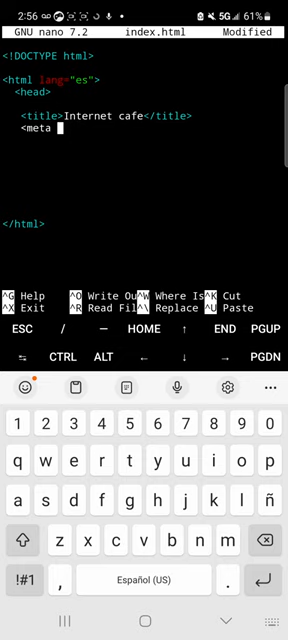 2:56 5G 61%
GNU nano 7.2 index.html Modified
<!DOCTYPE html>
<html lang="es">
<head>
<title>Internet cafe</title>
<meta
</html>
^G Help ^O Write Ou^W Where Is^K Cut
^X Exit ^R Read Fil^\ Replace ^U Paste
ESC / — HOME ↑ END PGUP
⇆ CTRL ALT ← ↓ → PGDN
1 2 3 4 5 6 7 8 9 0
q w e r t y u i o p
a s d f g h j k l ñ
z x c v b n m
!#1 , Español (US) .